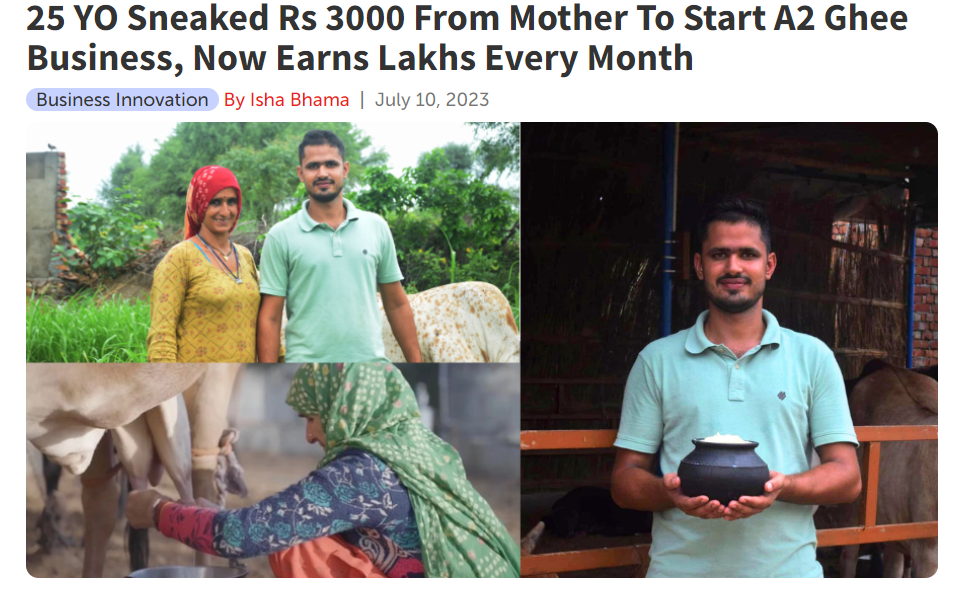 25 YO Sneaked Rs 3000 From Mother To Start A2 Ghee
Business, Now Earns Lakhs Every Month
Business Innovation By Isha Bhama | July 10, 2023